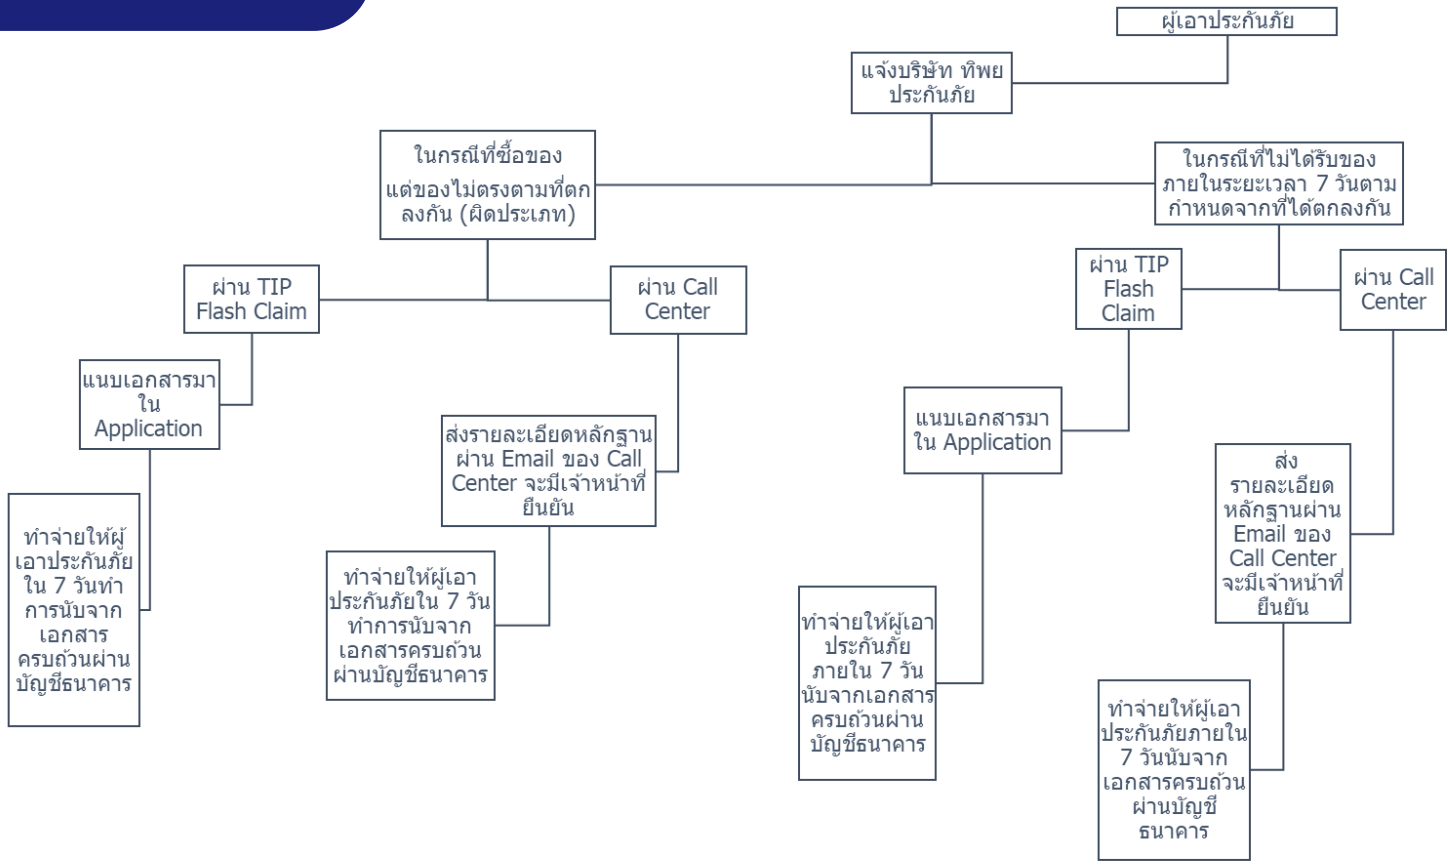 ผู้เอาประกันภัย
แจ้งบริษัท ทิพย
ประกันภัย
ในกรณีที่ซื้อของ
แต่ของไม่ตรงตามที่ตก
ลงกัน (ผิดประเภท)
ในกรณีที่ไม่ได้รับของ
ภายในระยะเวลา 7 วันตาม
กำหนดจากที่ได้ตกลงกัน
ผ่าน TIP
Flash Claim
ผ่าน Call
Center
ผ่าน TIP
Flash
Claim
ผ่าน Call
Center
แนบเอกสารมา
ใน
Application
ส่งรายละเอียดหลักฐาน
ผ่าน Email ของ Call
Center จะมีเจ้าหน้าที่
ยืนยัน
แนบเอกสารมา
ใน Application
ส่ง
รายละเอียด
หลักฐานผ่าน
Email ของ
Call Center
จะมีเจ้าหน้าที่
ยืนยัน
ทำจ่ายให้ผู้
เอาประกันภัย
ใน 7 วันทำ
การนับจาก
เอกสาร
ครบถ้วนผ่าน
บัญชีธนาคาร
ทำจ่ายให้ผู้เอา
ประกันภัยใน 7 วัน
ทำการนับจาก
เอกสารครบถ้วน
ผ่านบัญชีธนาคาร
ทำจ่ายให้ผู้เอา
ประกันภัย
ภายใน 7 วัน
นับจากเอกสาร
ครบถ้วนผ่าน
บัญชีธนาคาร
ทำจ่ายให้ผู้เอา
ประกันภัยภายใน
7 วันนับจาก
เอกสารครบถ้วน
ผ่านบัญชี
ธนาคาร